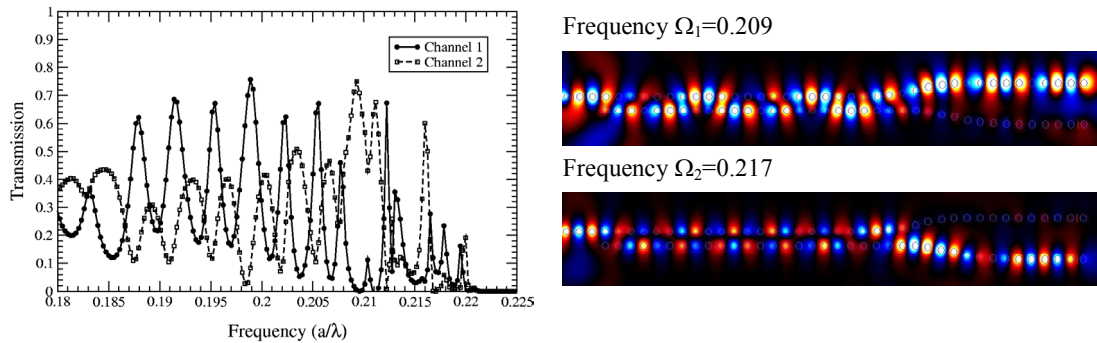 1
0.9
0.8
0.7
0.6
0.5
0.4
0.3
0.2
0.1
0
Transmission
Channel 1
Channel 2
0.18 0.185 0.19 0.195 0.2 0.205 0.21 0.215 0.22 0.225
Frequency (a/λ)
Frequency Ω₁=0.209
Frequency Ω₂=0.217